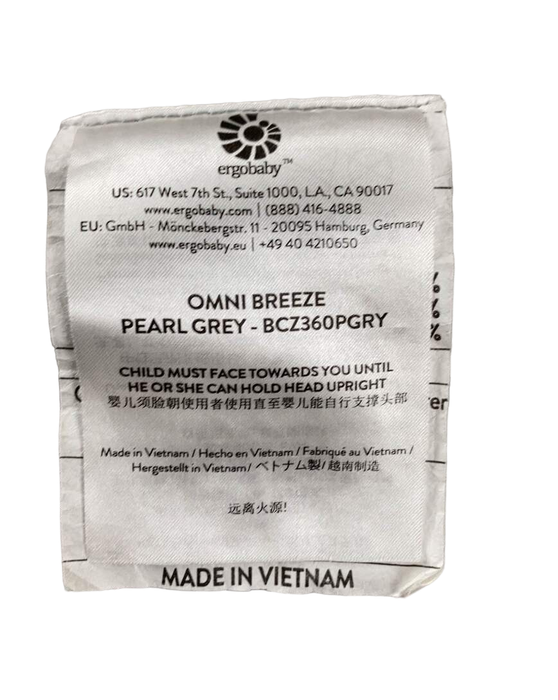 ergobaby™
US: 617 West 7th St., Suite 1000, L.A., CA 90017
www.ergobaby.com | (888) 416-4888
EU: GmbH - Mönckebergstr. 11 - 20095 Hamburg, Germany
www.ergobaby.eu | +49 40 4210650
OMNI BREEZE
PEARL GREY - BCZ360PGRY
CHILD MUST FACE TOWARDS YOU UNTIL
HE OR SHE CAN HOLD HEAD UPRIGHT
婴儿须脸朝使用者使用直至婴儿能自行支撑头部
Made in Vietnam / Hecho en Vietnam / Fabriqué au Vietnam /
Hergestellt in Vietnam / ベトナム製 / 越南制造
远离火源!
MADE IN VIETNAM